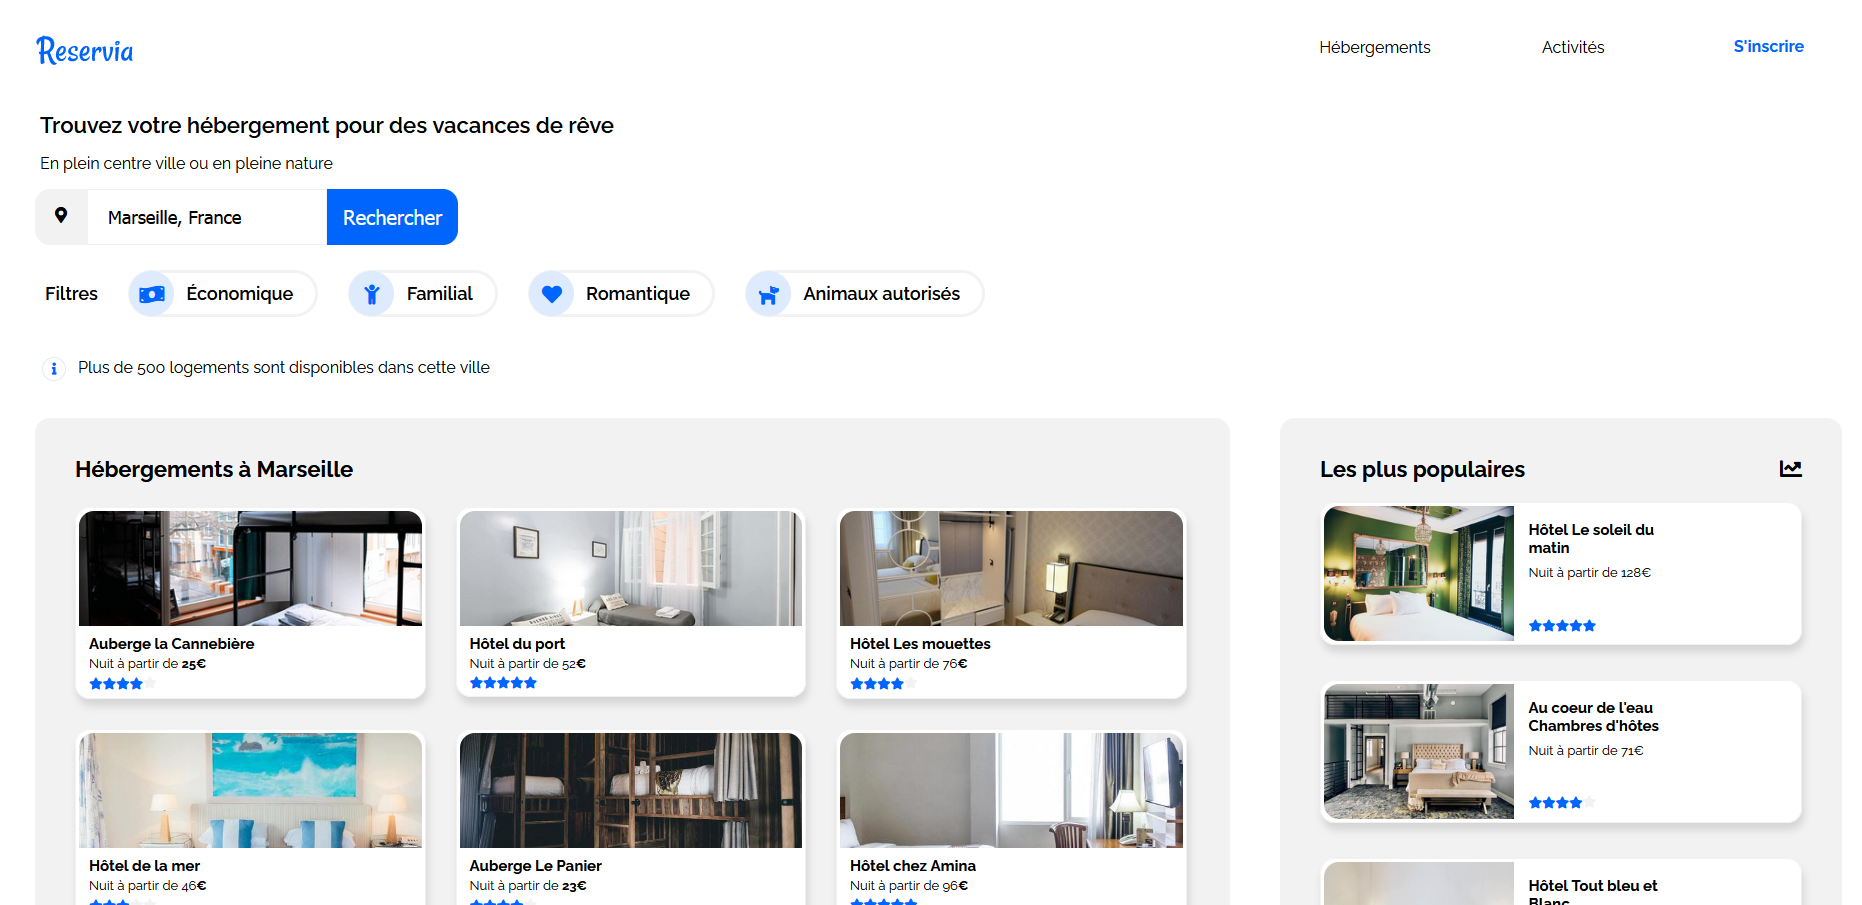 Reservia
Hébergements
Activités
S'inscrire
Trouvez votre hébergement pour des vacances de rêve
En plein centre ville ou en pleine nature
Marseille, France
Rechercher
Filtres
Économique
Familial
Romantique
Animaux autorisés
Plus de 500 logements sont disponibles dans cette ville
Hébergements à Marseille
Auberge la Cannebière
Nuit à partir de 25€
Hôtel du port
Nuit à partir de 52€
Hôtel Les mouettes
Nuit à partir de 76€
Hôtel de la mer
Nuit à partir de 46€
Auberge Le Panier
Nuit à partir de 23€
Hôtel chez Amina
Nuit à partir de 96€
Les plus populaires
Hôtel Le soleil du
matin
Nuit à partir de 128€
Au coeur de l'eau
Chambres d'hôtes
Nuit à partir de 71€
Hôtel Tout bleu et
Blanc